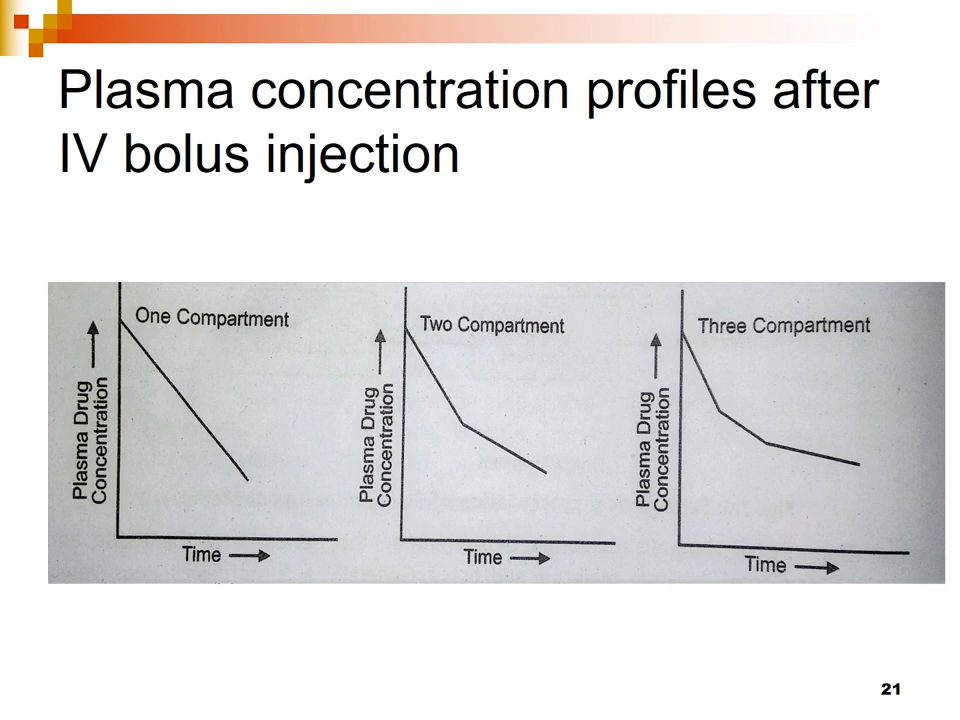 Plasma concentration profiles after
IV bolus injection
One Compartment
Plasma Drug
Concentration
Time
Two Compartment
Plasma Drug
Concentration
Time
Three Compartment
Plasma Drug
Concentration
Time
21